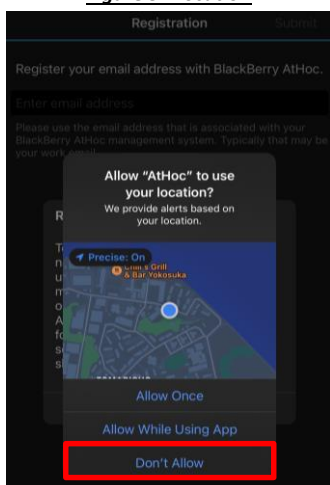 Registration Submit
Register your email address with BlackBerry AtHoc.
Enter email address
Please use the email address that is associated with your
BlackBerry AtHoc management system. Typically that may be
your work email.
Allow “AtHoc” to use
your location?
We provide alerts based on
your location.
Precise: On
Chili's Grill
& Bar Yokosuka
Allow Once
Allow While Using App
Don’t Allow